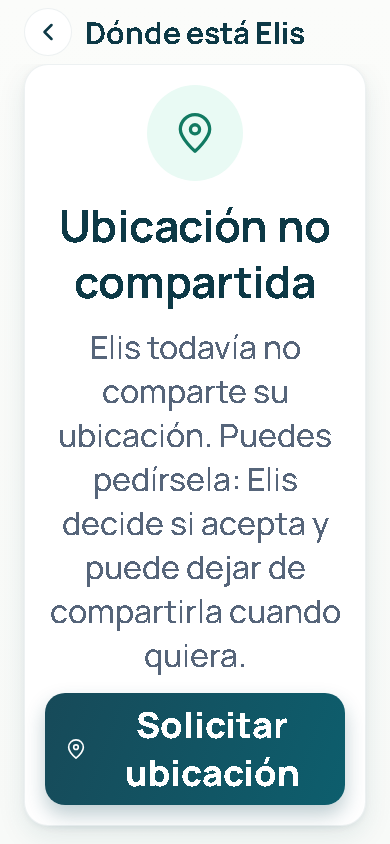 Dónde está Elis
Ubicación no
compartida
Elis todavía no
comparte su
ubicación. Puedes
pedírsela: Elis
decide si acepta y
puede dejar de
compartirla cuando
quiera.
Solicitar
ubicación